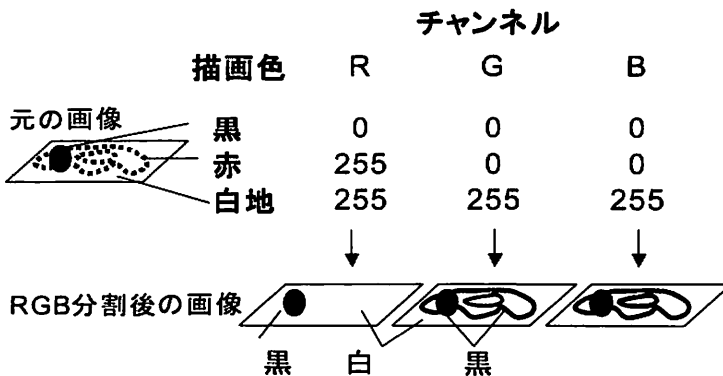 チャンネル
描画色 R G B
元の画像
黒 0 0 0
赤 255 0 0
白地 255 255 255
RGB分割後の画像
黒 白 黒